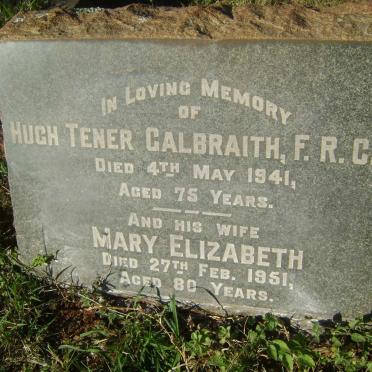 In Loving Memory
of
Hugh Tener Galbraith, F. R. C.
Died 4th May 1941,
Aged 75 Years.
And his wife
Mary Elizabeth
Died 27th Feb. 1951,
Aged 80 Years.